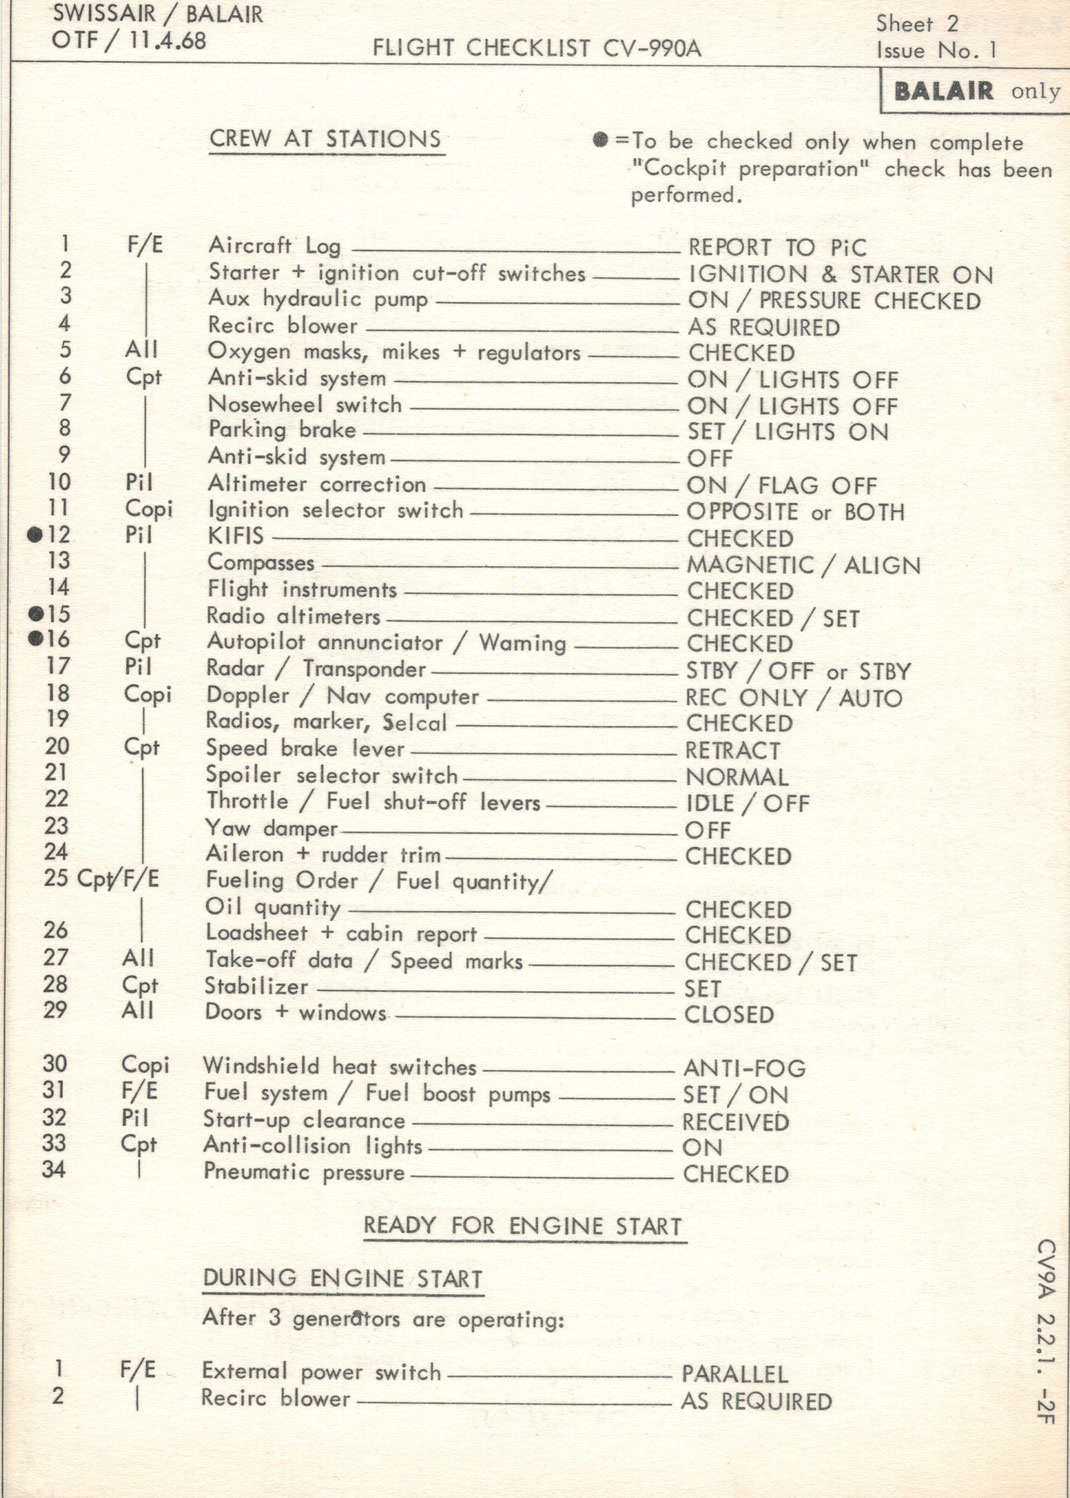 SWISSAIR / BALAIR
OTF / 11.4.68
FLIGHT CHECKLIST CV-990A
Sheet 2
Issue No. 1
BALAIR only
CREW AT STATIONS
● =To be checked only when complete
"Cockpit preparation" check has been
performed.
1 F/E Aircraft Log REPORT TO PiC
2 Starter + ignition cut-off switches IGNITION & STARTER ON
3 Aux hydraulic pump ON / PRESSURE CHECKED
4 Recirc blower AS REQUIRED
5 All Oxygen masks, mikes + regulators CHECKED
6 Cpt Anti-skid system ON / LIGHTS OFF
7 Nosewheel switch ON / LIGHTS OFF
8 Parking brake SET / LIGHTS ON
9 Anti-skid system OFF
10 Pil Altimeter correction ON / FLAG OFF
11 Copi Ignition selector switch OPPOSITE or BOTH
●12 Pil KIFIS CHECKED
13 Compasses MAGNETIC / ALIGN
14 Flight instruments CHECKED
●15 Radio altimeters CHECKED / SET
●16 Cpt Autopilot annunciator / Warning CHECKED
17 Pil Radar / Transponder STBY / OFF or STBY
18 Copi Doppler / Nav computer REC ONLY / AUTO
19 Radios, marker, Selcal CHECKED
20 Cpt Speed brake lever RETRACT
21 Spoiler selector switch NORMAL
22 Throttle / Fuel shut-off levers IDLE / OFF
23 Yaw damper OFF
24 Aileron + rudder trim CHECKED
25 Cpt/F/E Fueling Order / Fuel quantity/
Oil quantity CHECKED
26 Loadsheet + cabin report CHECKED
27 All Take-off data / Speed marks CHECKED / SET
28 Cpt Stabilizer SET
29 All Doors + windows CLOSED
30 Copi Windshield heat switches ANTI-FOG
31 F/E Fuel system / Fuel boost pumps SET / ON
32 Pil Start-up clearance RECEIVED
33 Cpt Anti-collision lights ON
34 Pneumatic pressure CHECKED
READY FOR ENGINE START
DURING ENGINE START
After 3 generators are operating:
1 F/E External power switch PARALLEL
2 Recirc blower AS REQUIRED
CV9A 2.2.1. -2F